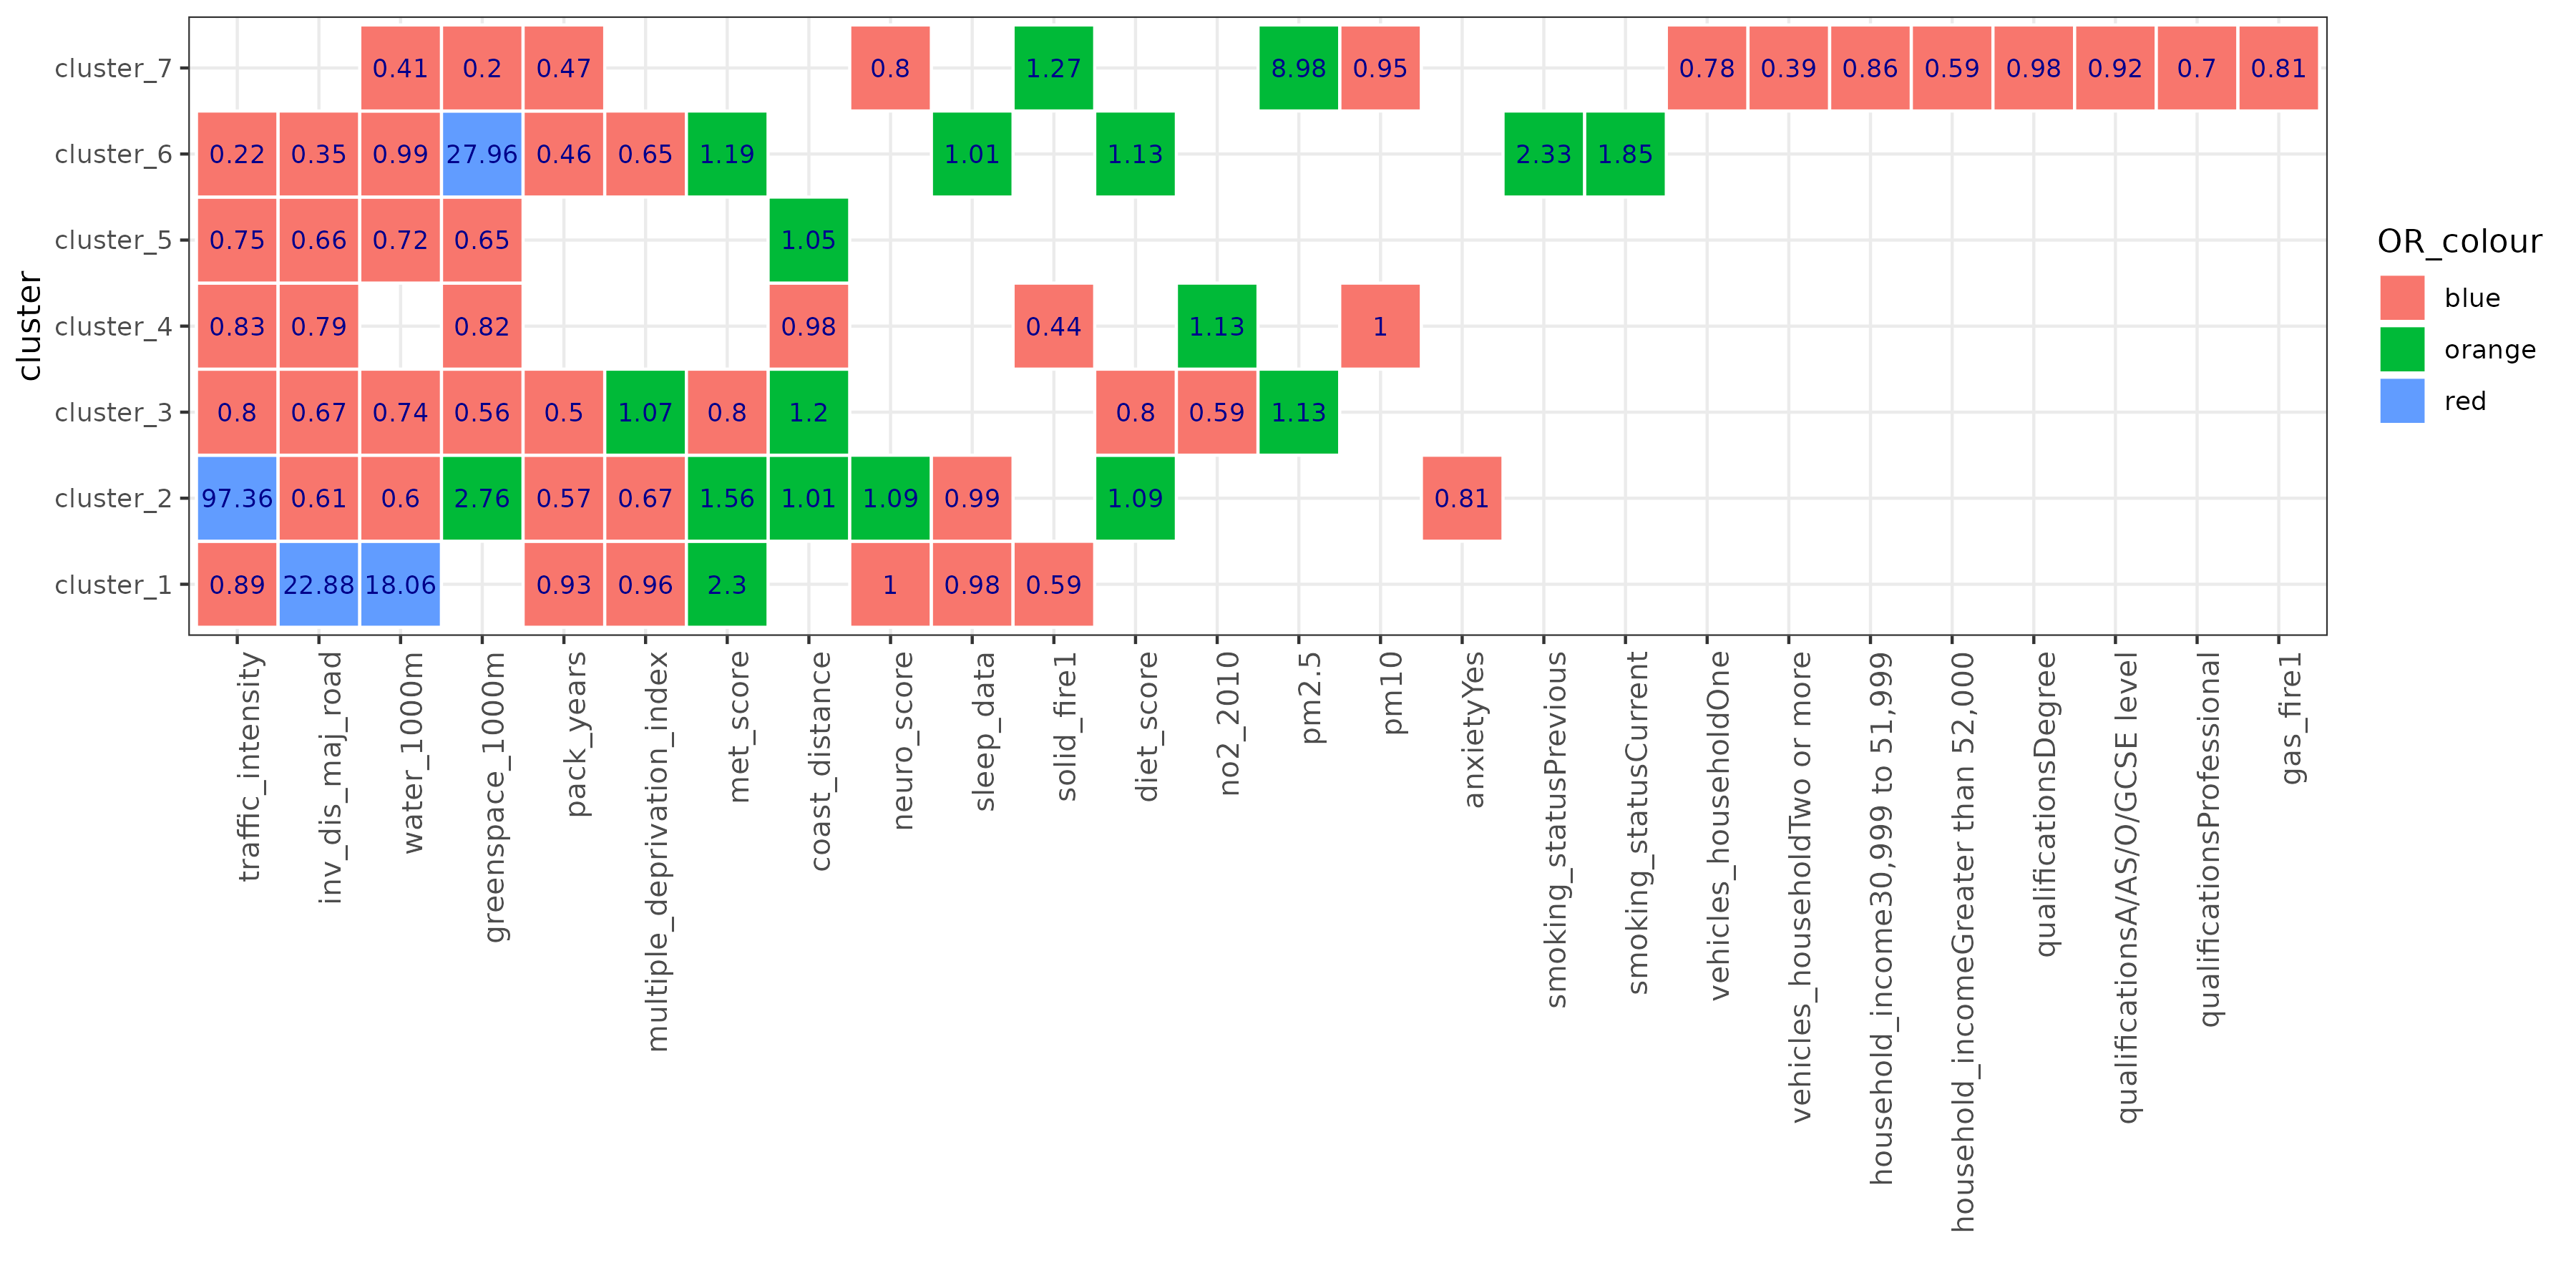 cluster_7 0.41 0.2 0.47 0.8 1.27 8.98 0.95 0.78 0.39 0.86 0.59 0.98 0.92 0.7 0.81
cluster_6 0.22 0.35 0.99 27.96 0.46 0.65 1.19 1.01 1.13 2.33 1.85
cluster_5 0.75 0.66 0.72 0.65 1.05
cluster_4 0.83 0.79 0.82 0.98 0.44 1.13 1
cluster_3 0.8 0.67 0.74 0.56 0.5 1.07 0.8 1.2 0.8 0.59 1.13
cluster_2 97.36 0.61 0.6 2.76 0.57 0.67 1.56 1.01 1.09 0.99 1.09 0.81
cluster_1 0.89 22.88 18.06 0.93 0.96 2.3 1 0.98 0.59
cluster
traffic_intensity
inv_dis_maj_road
water_1000m
greenspace_1000m
pack_years
multiple_deprivation_index
met_score
coast_distance
neuro_score
sleep_data
solid_fire1
diet_score
no2_2010
pm2.5
pm10
anxietyYes
smoking_statusPrevious
smoking_statusCurrent
vehicles_householdOne
vehicles_householdTwo or more
household_income30,999 to 51,999
household_incomeGreater than 52,000
qualificationsDegree
qualificationsA/AS/O/GCSE level
qualificationsProfessional
gas_fire1
OR_colour
blue
orange
red